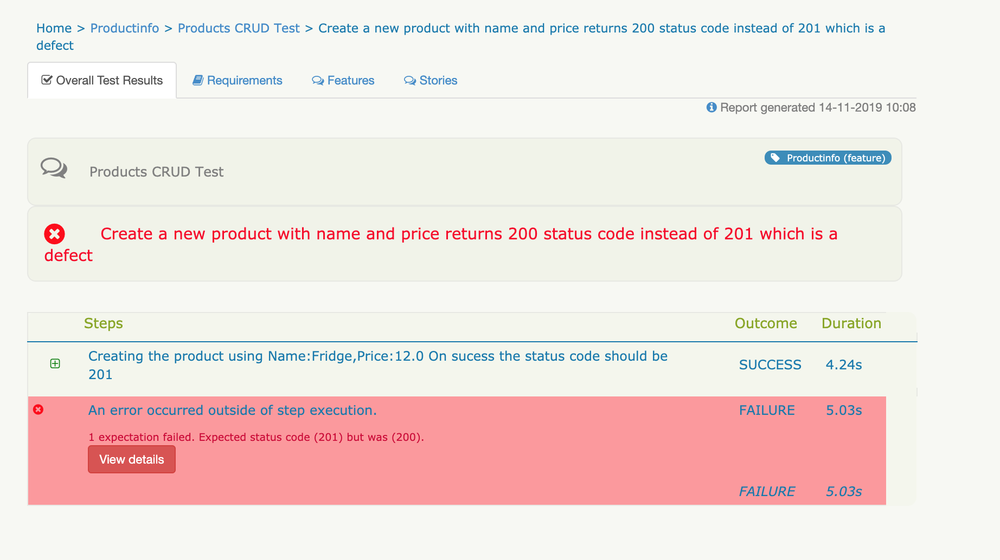 Home > Productinfo > Products CRUD Test > Create a new product with name and price returns 200 status code instead of 201 which is a
defect
Overall Test Results
Requirements
Features
Stories
Report generated 14-11-2019 10:08
Productinfo (feature)
Products CRUD Test
Create a new product with name and price returns 200 status code instead of 201 which is a
defect
Steps Outcome Duration
Creating the product using Name:Fridge,Price:12.0 On sucess the status code should be
201
SUCCESS 4.24s
An error occurred outside of step execution. FAILURE 5.03s
1 expectation failed. Expected status code (201) but was (200).
View details
FAILURE 5.03s